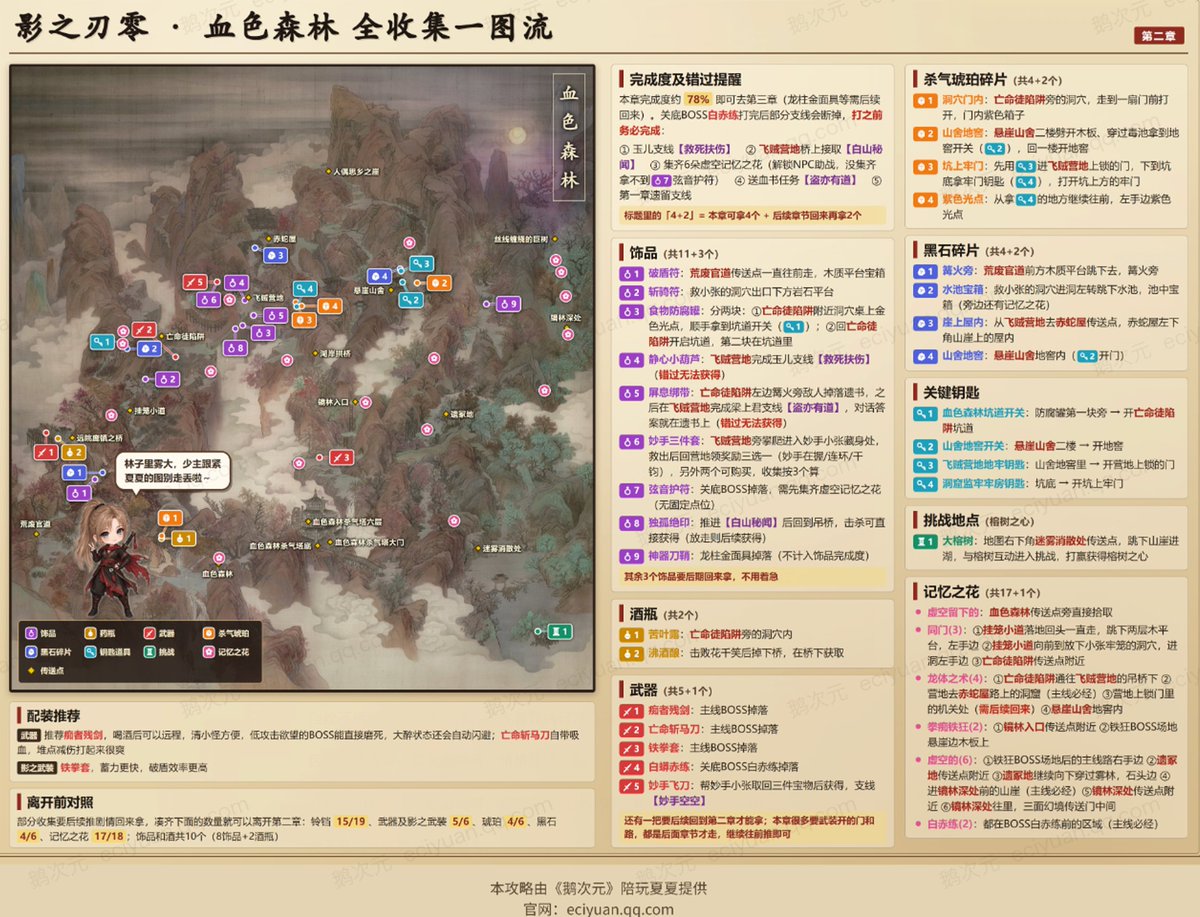 影之刃零 · 血色森林 全收集一图流
第二章
血色森林
人偶思乡之崖
赤蛇屋
丝线缠绕的巨树
飞贼营地
悬崖山舍
镜林深处
亡命徒陷阱
湖岸拱桥
镜林入口
遗冢地
挂笼小道
远眺魔镇之桥
林子里雾大，少主跟紧
夏夏的图别走丢啦~
荒废官道
血色森林
血色森林杀气塔六层
血色森林杀气塔底
血色森林杀气塔大门
迷雾消散处
饰品 药瓶 武器 杀气琥珀
黑石碎片 钥匙道具 挑战 记忆之花
传送点
配装推荐
武器 推荐痴者残剑，喝酒后可以远程，清小怪方便，低攻击欲望的BOSS能直接磨死，大醉状态还会自动闪避；亡命斩马刀自带吸
血，堆点减伤打起来很爽
影之武装 铁拳套，蓄力更快，破盾效率更高
离开前对照
部分收集要后续推剧情回来拿，凑齐下面的数量就可以离开第二章：铃铛 15/19 、武器及影之武装 5/6 、琥珀 4/6 、黑石
4/6 、记忆之花 17/18 ；饰品和酒共10个（8饰品+2酒瓶）
完成度及错过提醒
本章完成度约 78% 即可去第三章（龙柱金面具等需后续
回来）。关底BOSS白赤练打完后部分支线会断掉，打之前
务必完成：
① 玉儿支线【救死扶伤】 ② 飞贼营地桥上接取【白山秘
闻】 ③ 集齐6朵虚空记忆之花（解锁NPC助战，没集齐
拿不到 7 弦音护符） ④ 送血书任务【盗亦有道】 ⑤
第一章遗留支线
标题里的「4+2」= 本章可拿4个 + 后续章节回来再拿2个
饰品 （共11+3个）
1 破盾符：荒废官道传送点一直往前走，木质平台宝箱
2 斩骑符：救小张的洞穴出口下方岩石平台
3 食物防腐罐：分两块：①亡命徒陷阱附近洞穴桌上金
色光点，顺手拿到坑道开关（ 1 ）；②回亡命徒
陷阱开坑道，第二块在坑道里
4 静心小葫芦：飞贼营地完成玉儿支线【救死扶伤】
（错过无法获得）
5 屏息绑带：亡命徒陷阱左边篝火旁敌人掉落遗书，之
后在飞贼营地完成梁上君支线【盗亦有道】，对话答
案就在遗书上（错过无法获得）
6 妙手三件套：飞贼营地旁攀爬进入妙手小张藏身处，
救出后回营地领奖励三选一（妙手在握/连环/千
钧），另外两个可购买，收集按3个算
7 弦音护符：关底BOSS掉落，需先集齐虚空记忆之花
（无固定点位）
8 独孤绝印：推进【白山秘闻】后回到吊桥，击杀可直
接获得（放走则后续获得）
9 神器刀鞘：龙柱金面具掉落（不计入饰品完成度）
其余3个饰品要后期回来拿，不用着急
酒瓶 （共2个）
1 苦叶露：亡命徒陷阱旁的洞穴内
2 沸酒酿：击败花千笑后掉下桥，在桥下获取
武器 （共5+1个）
1 痴者残剑：主线BOSS掉落
2 亡命斩马刀：主线BOSS掉落
3 铁拳套：主线BOSS掉落
4 白蟒赤练：关底BOSS白赤练掉落
5 妙手飞刀：帮妙手小张取回三件宝物后获得，支线
【妙手空空】
还有一把要后续回到第二章才能拿；本章很多要武装开的门和
路，都是后面章节才走，继续往前推即可
杀气琥珀碎片 （共4+2个）
1 洞穴门内：亡命徒陷阱旁的洞穴，走到一扇门前打
开，门内瓷色箱子
2 山舍地窖：悬崖山舍二楼劈开木板、穿过毒池拿到地
窖开关（ 2 ），回一楼开地窖
3 坑上牢门：先用 3 进飞贼营地上锁的门，下到坑
底拿牢门钥匙（ 4 ），打开坑上方的牢门
4 紫色光点：从拿 4 的地方继续往前，左手边紫色
光点
黑石碎片 （共4+2个）
1 篝火旁：荒废官道前方木质平台跳下去，篝火旁
2 水池宝箱：救小张的洞穴进洞左转跳下水池，池中宝
箱（旁边还有记忆之花）
3 崖上屋内：从飞贼营地去赤蛇屋传送点，赤蛇屋左下
角山崖上的屋内
4 山舍地窖：悬崖山舍地窖内（ 2 开门）
关键钥匙
1 血色森林坑道开关：防腐罐第一块旁 → 开亡命徒陷
阱坑道
2 山舍地窖开关：悬崖山舍二楼 → 开地窖
3 飞贼营地地牢钥匙：山舍地窖里 → 开营地上锁的门
4 洞窟监牢牢房钥匙：坑底 → 开坑上牢门
挑战地点 （榕树之心）
1 大榕树：地图右下角迷雾消散处传送点，跳下山崖进
湖，与榕树互动进入挑战，打赢获得榕树之心
记忆之花 （共17+1个）
• 虚空留下的：血色森林传送点旁直接拾取
• 同门(3)：①挂笼小道落地回头一直走，跳下两层木平
台，左手边 ②挂笼小道向前到放下小张牢笼的洞穴，进
洞左手边 ③亡命徒陷阱传送点附近
• 龙体之术(4)：①亡命徒陷阱通往飞贼营地的吊桥下 ②
营地去赤蛇屋路上的洞窟（主线必经）③营地上锁门里
的机关处（需后续回来）④悬崖山舍地窖内
• 拳痴铁狂(2)：①镜林入口传送点附近 ②铁狂BOSS场地
悬崖边木板上
• 虚空的(6)：①铁狂BOSS场地后的主线路右手边 ②遗冢
地传送点附近 ③遗冢地继续向下穿过雾林，石头边 ④
进镜林深处前的山崖（主线必经）⑤镜林深处传送点附
近 ⑥镜林深处往里，三面幻境传送门中间
• 白赤练(2)：都在BOSS白赤练前的区域（主线必经）
本攻略由《鹅次元》陪玩夏夏提供
官网：eciyuan.qq.com